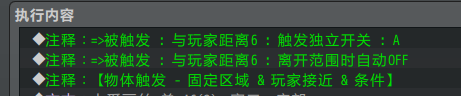 执行内容
◆注释：=>被触发 : 与玩家距离6 : 触发独立开关 : A
◆注释：=>被触发 : 与玩家距离6 : 离开范围时自动OFF
◆注释：【物体触发 - 固定区域 & 玩家接近 & 条件】